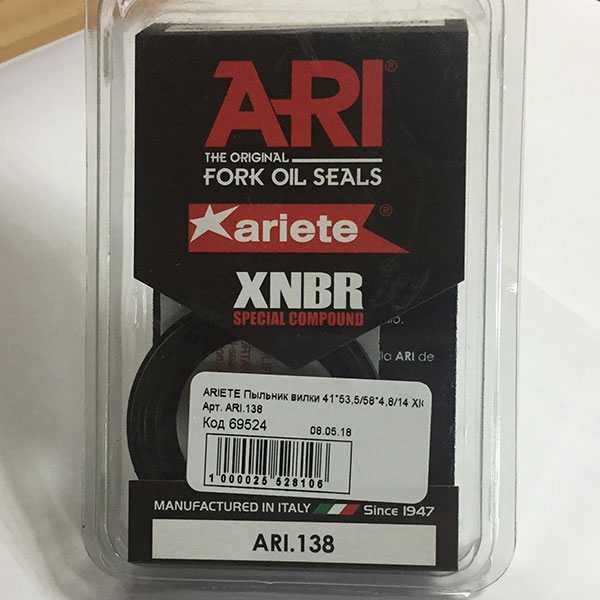 ARI®
THE ORIGINAL
FORK OIL SEALS
ariete®
XNBR
SPECIAL COMPOUND
ARI de
ARIETE Пыльник вилки 41*53,5/58*4,8/14
Арт. ARI.138
Код 69524
08.05.18
1 000025 528106
MANUFACTURED IN ITALY Since 1947
ARI.138